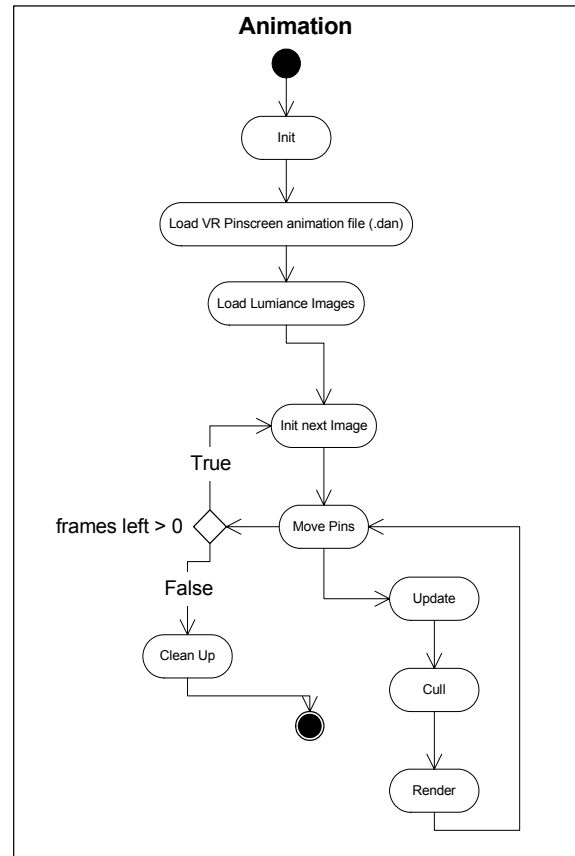 Animation
Init
Load VR Pinscreen animation file (.dan)
Load Lumiance Images
Init next Image
True
frames left > 0
Move Pins
False
Update
Clean Up
Cull
Render